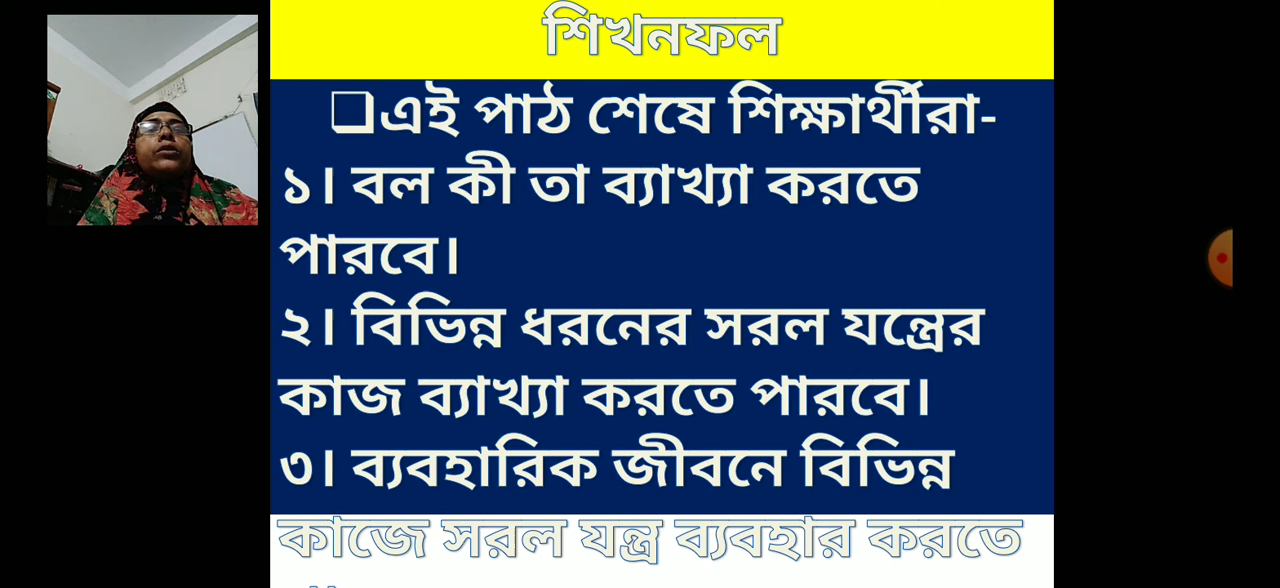 শিখনফল
❑এই পাঠ শেষে শিক্ষার্থীরা-
১। বল কী তা ব্যাখ্যা করতে
পারবে।
২। বিভিন্ন ধরনের সরল যন্ত্রের
কাজ ব্যাখ্যা করতে পারবে।
৩। ব্যবহারিক জীবনে বিভিন্ন
কাজে সরল যন্ত্র ব্যবহার করতে